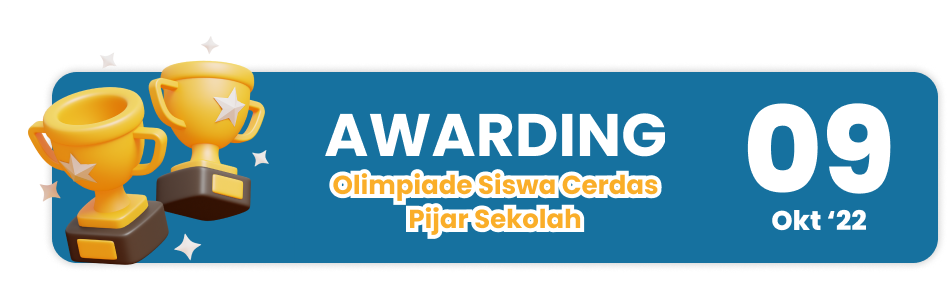 AWARDING
Olimpiade Siswa Cerdas
Pijar Sekolah
09
Okt ‘22